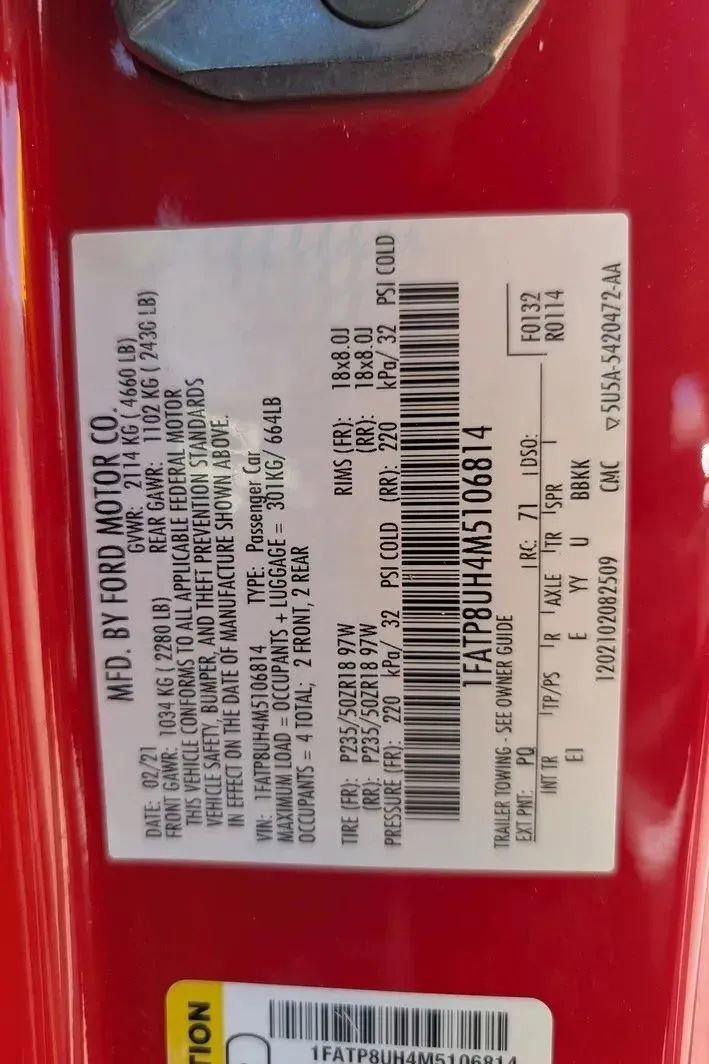 MFD. BY FORD MOTOR CO.
DATE: 02/21 GVWR: 2114 KG ( 4660 LB)
FRONT GAWR: 1034 KG ( 2280 LB) REAR GAWR: 1102 KG ( 2430 LB)
THIS VEHICLE CONFORMS TO ALL APPLICABLE FEDERAL MOTOR
VEHICLE SAFETY, BUMPER, AND THEFT PREVENTION STANDARDS
IN EFFECT ON THE DATE OF MANUFACTURE SHOWN ABOVE.
VIN: 1FATP8UH4M5106814 TYPE: Passenger Car
MAXIMUM LOAD = OCCUPANTS + LUGGAGE = 301KG/ 664LB
OCCUPANTS = 4 TOTAL; 2 FRONT, 2 REAR
TIRE (FR): P235/50ZR18 97W RIMS (FR): 18x8.0J
(RR): P235/50ZR18 97W (RR): 18x8.0J
PRESSURE (FR): 220 kPa/ 32 PSI COLD (RR): 220 kPa/ 32 PSI COLD
1FATP8UH4M5106814
TRAILER TOWING - SEE OWNER GUIDE
EXT PNT: PQ RC: 71 DSO: F0132
R0114
INT TR TP/PS R AXLE TR SPR
EI E YY U BBKK
1202102082509 CMC 5U5A-5420472-AA
TION
1FATP8UH4M5106814